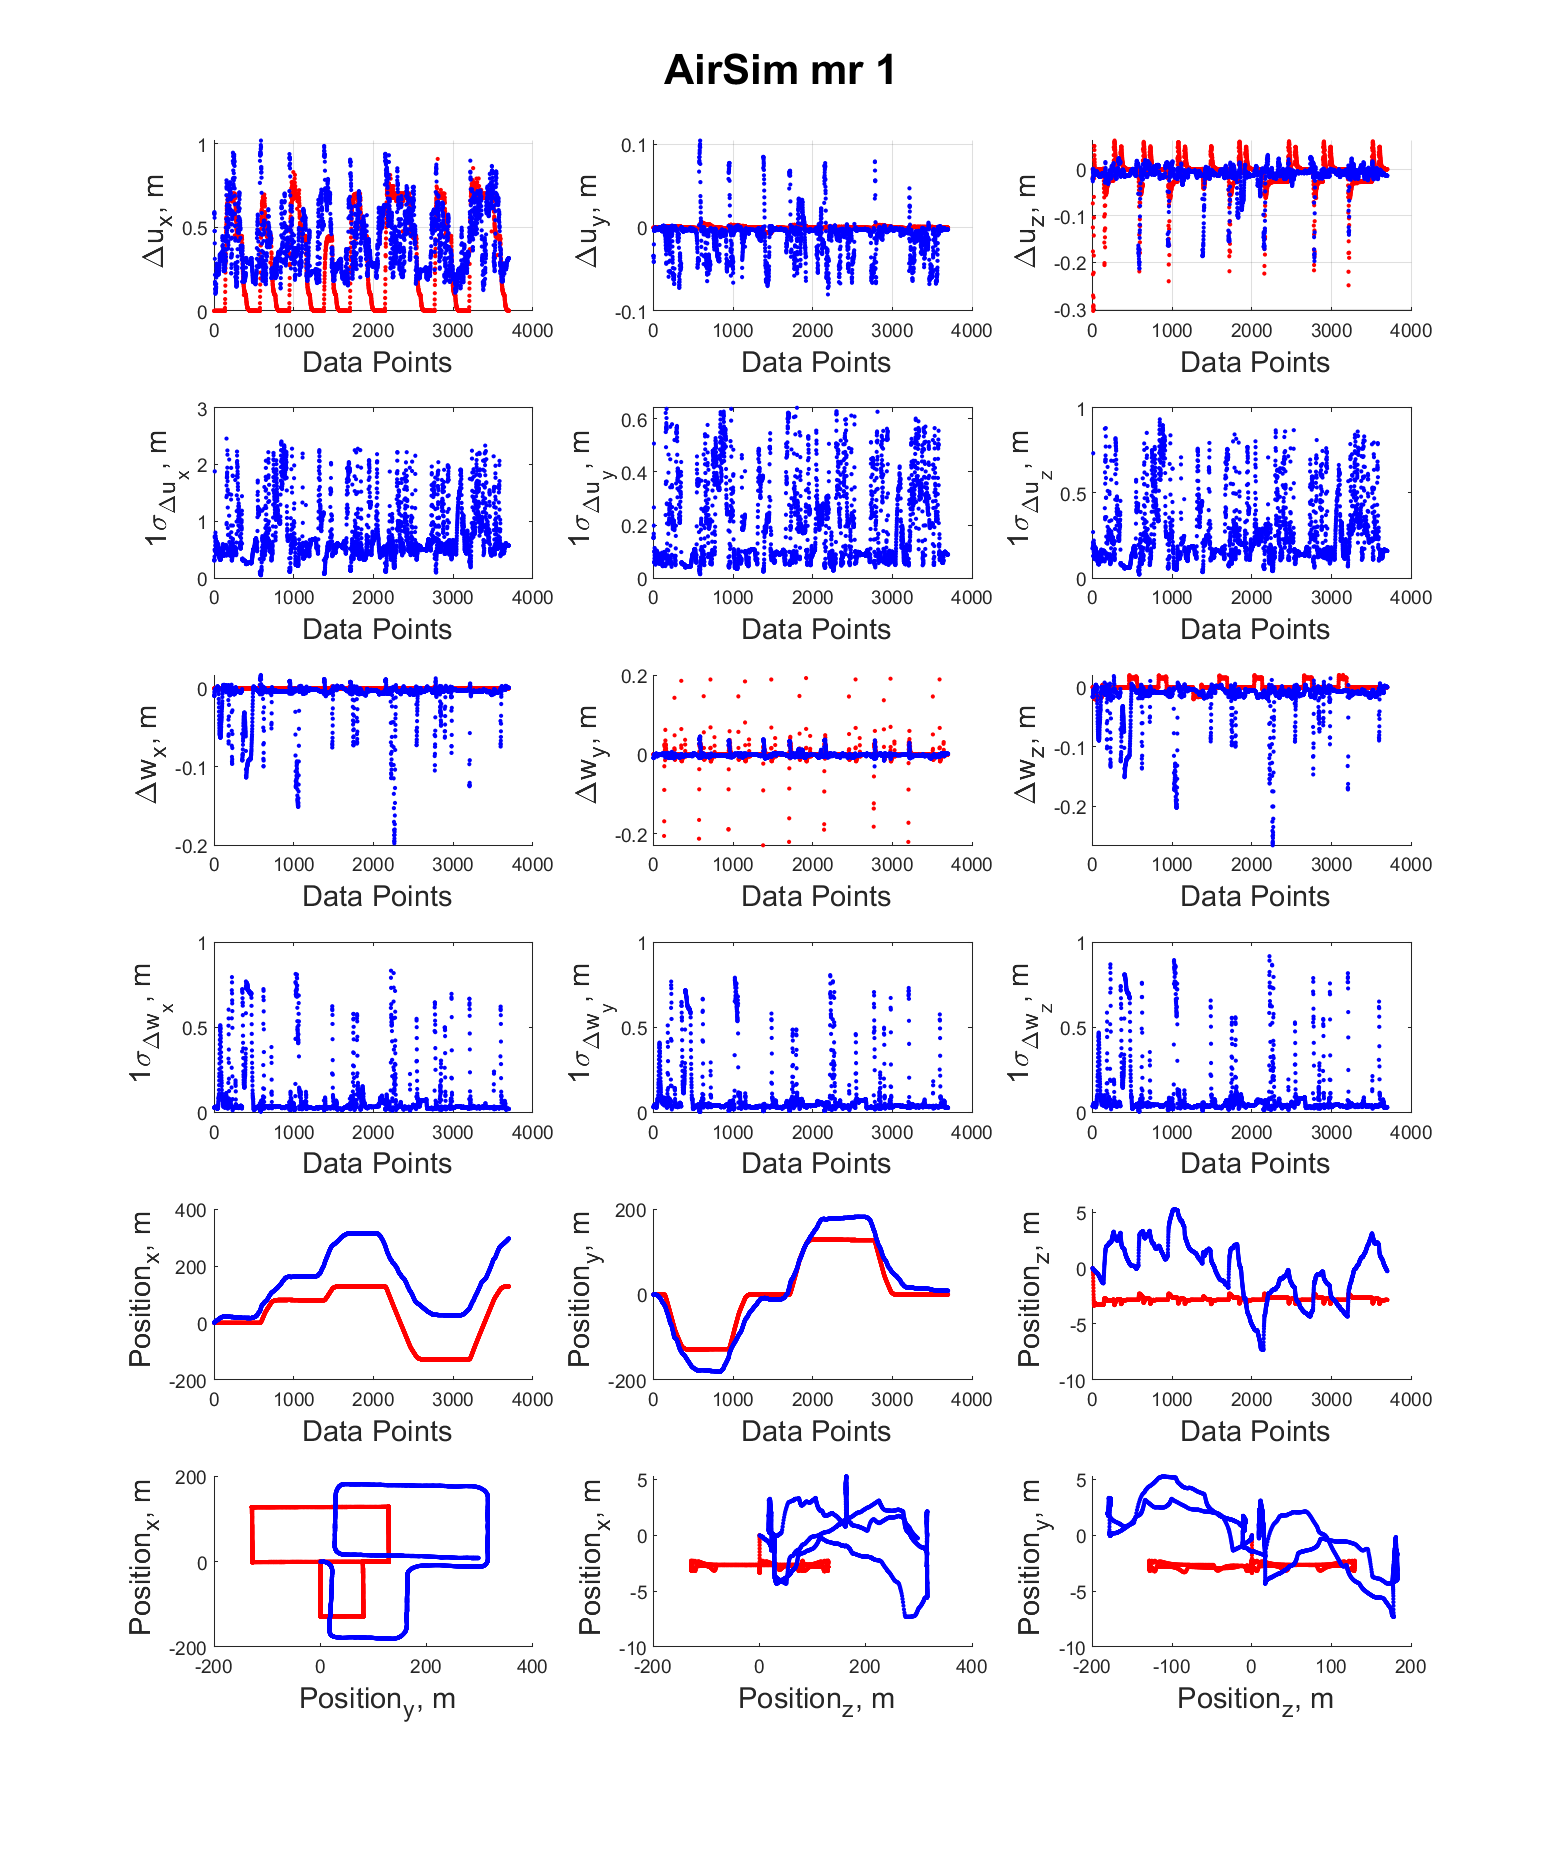 AirSim mr 1
Δu_x, m
1
0.5
0
0 1000 2000 3000 4000
Data Points
Δu_y, m
0.1
0
-0.1
0 1000 2000 3000 4000
Data Points
Δu_z, m
0
-0.1
-0.2
-0.3
0 1000 2000 3000 4000
Data Points
1σ_Δu_x, m
3
2
1
0
0 1000 2000 3000 4000
Data Points
1σ_Δu_y, m
0.6
0.4
0.2
0
0 1000 2000 3000 4000
Data Points
1σ_Δu_z, m
1
0.5
0
0 1000 2000 3000 4000
Data Points
Δw_x, m
0
-0.1
-0.2
0 1000 2000 3000 4000
Data Points
Δw_y, m
0.2
0
-0.2
0 1000 2000 3000 4000
Data Points
Δw_z, m
0
-0.1
-0.2
0 1000 2000 3000 4000
Data Points
1σ_Δw_x, m
1
0.5
0
0 1000 2000 3000 4000
Data Points
1σ_Δw_y, m
1
0.5
0
0 1000 2000 3000 4000
Data Points
1σ_Δw_z, m
1
0.5
0
0 1000 2000 3000 4000
Data Points
Position_x, m
400
200
0
-200
0 1000 2000 3000 4000
Data Points
Position_y, m
200
0
-200
0 1000 2000 3000 4000
Data Points
Position_z, m
5
0
-5
-10
0 1000 2000 3000 4000
Data Points
Position_x, m
200
0
-200
-200 0 200 400
Position_y, m
Position_x, m
5
0
-5
-10
-200 0 200 400
Position_z, m
Position_y, m
5
0
-5
-10
-200 -100 0 100 200
Position_z, m